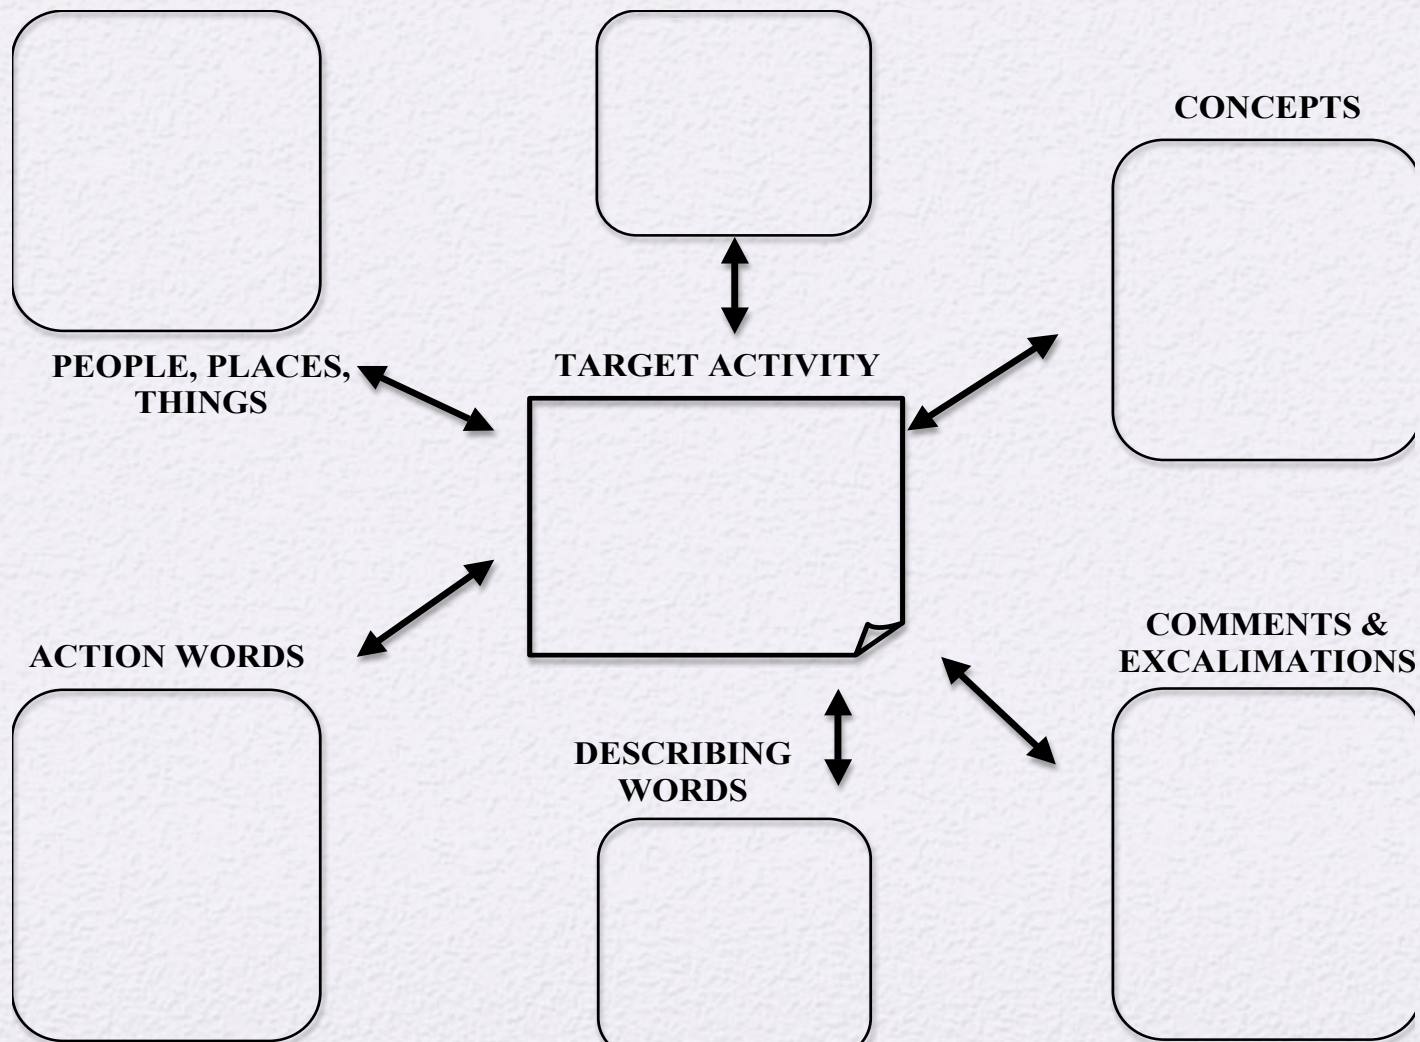 CONCEPTS
PEOPLE, PLACES,
THINGS
TARGET ACTIVITY
ACTION WORDS
COMMENTS &
EXCALIMATIONS
DESCRIBING
WORDS